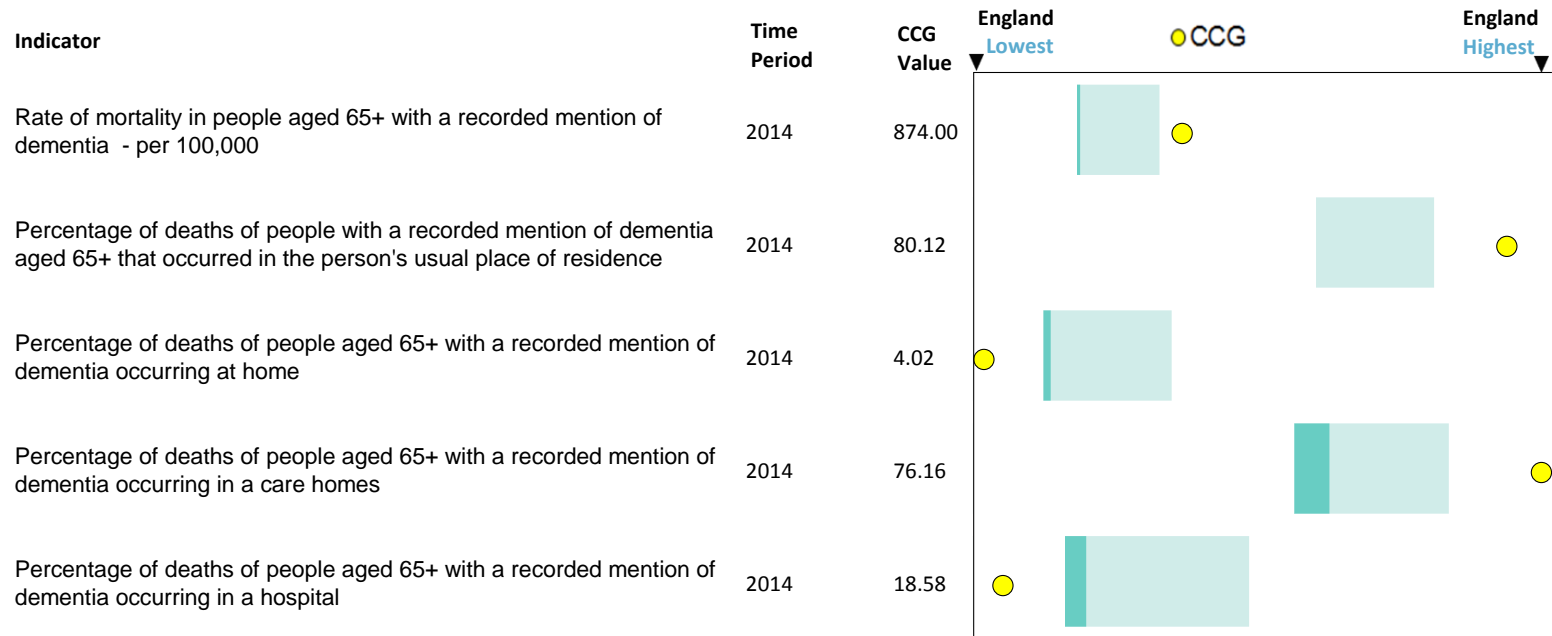 Indicator
Time
Period
CCG
Value
England
Lowest
CCG
England
Highest
Rate of mortality in people aged 65+ with a recorded mention of
dementia - per 100,000
2014
874.00
Percentage of deaths of people with a recorded mention of dementia
aged 65+ that occurred in the person's usual place of residence
2014
80.12
Percentage of deaths of people aged 65+ with a recorded mention of
dementia occurring at home
2014
4.02
Percentage of deaths of people aged 65+ with a recorded mention of
dementia occurring in a care homes
2014
76.16
Percentage of deaths of people aged 65+ with a recorded mention of
dementia occurring in a hospital
2014
18.58